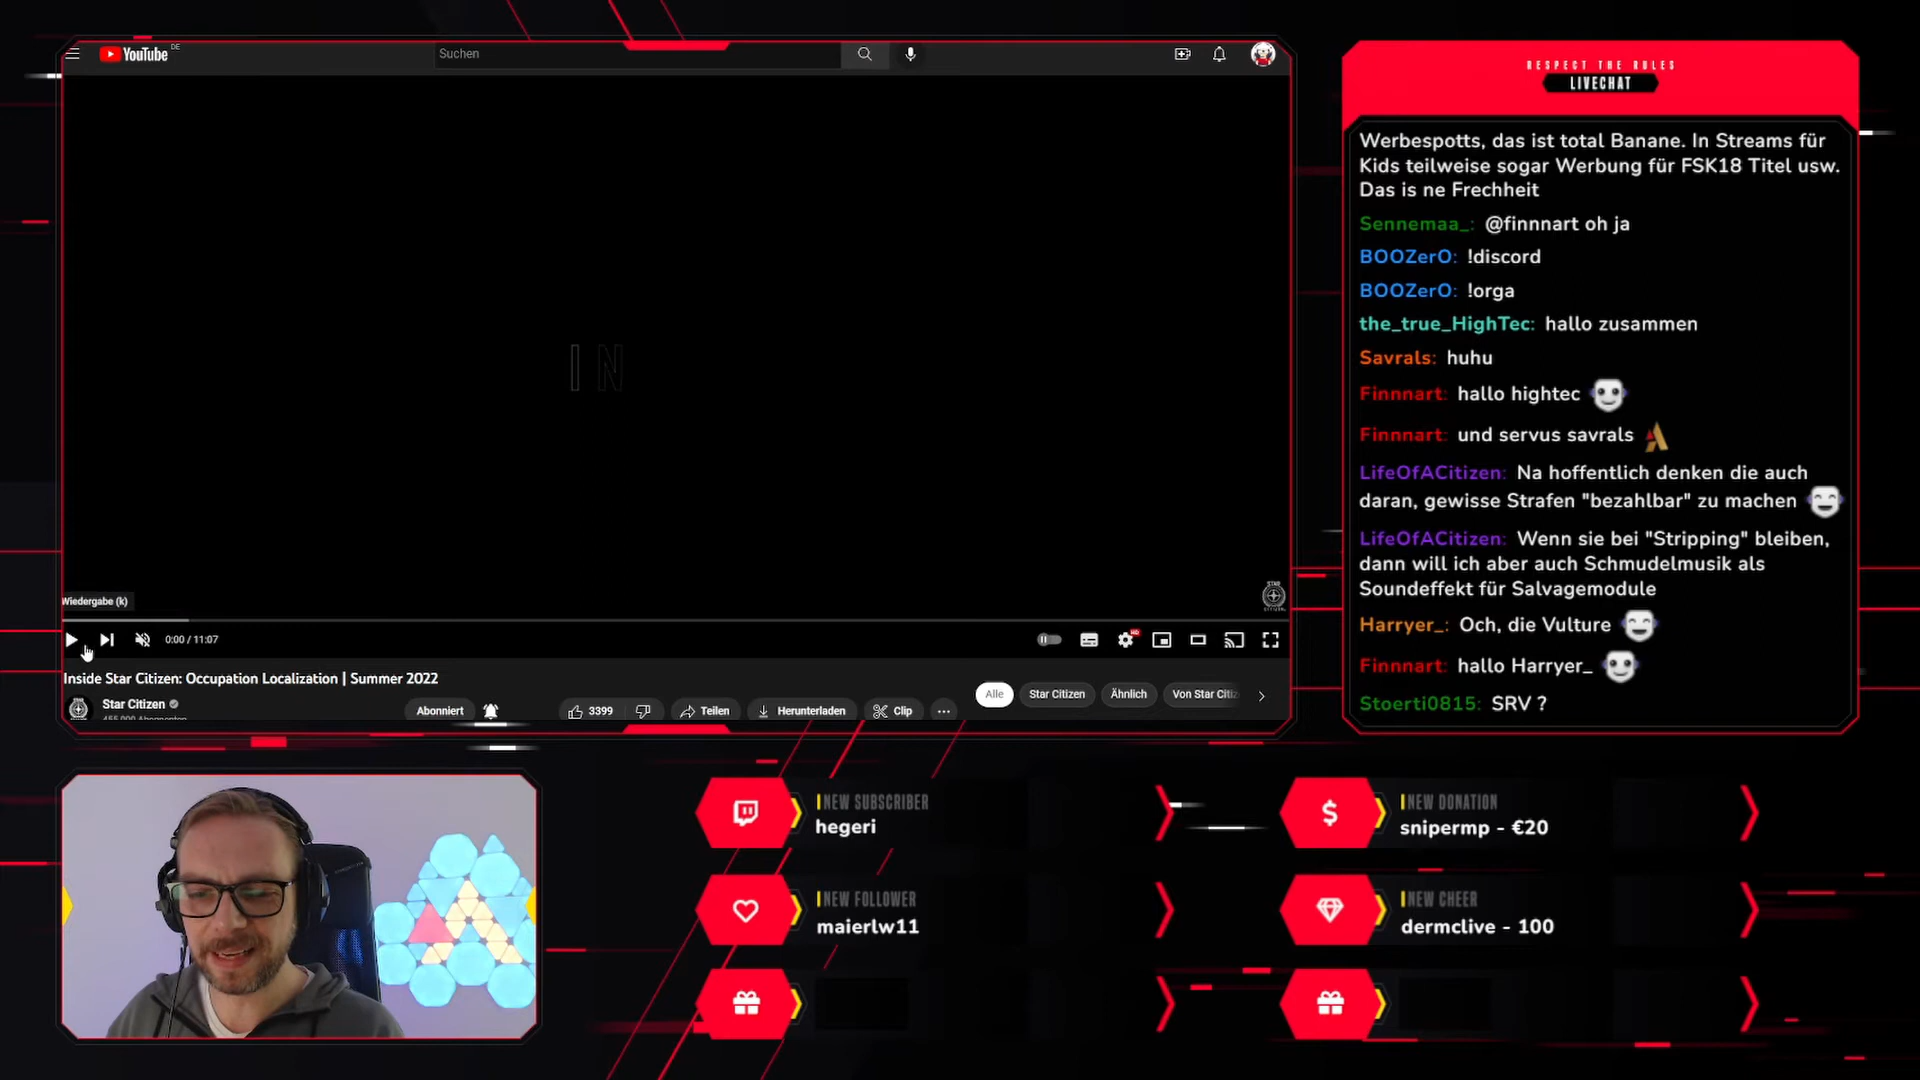 YouTube DE
Suchen
I N
Wiedergabe (k)
0:00 / 11:07
HD
Inside Star Citizen: Occupation Localization | Summer 2022
Star Citizen
Abonniert
3399
Teilen
Herunterladen
Clip
Alle
Star Citizen
Ähnlich
RESPECT THE RULES
LIVECHAT
Werbespotts, das ist total Banane. In Streams für
Kids teilweise sogar Werbung für FSK18 Titel usw.
Das is ne Frechheit
Sennemaa_: @finnnart oh ja
BOOZerO: !discord
BOOZerO: !orga
the_true_HighTec: hallo zusammen
Savrals: huhu
Finnnart: hallo hightec
Finnnart: und servus savrals
LifeOfACitizen: Na hoffentlich denken die auch
daran, gewisse Strafen "bezahlbar" zu machen
LifeOfACitizen: Wenn sie bei "Stripping" bleiben,
dann will ich aber auch Schmudelmusik als
Soundeffekt für Salvagemodule
Harryer_: Och, die Vulture
Finnnart: hallo Harryer_
Stoerti0815: SRV ?
NEW SUBSCRIBER
hegeri
NEW DONATION
snipermp - €20
NEW FOLLOWER
maierlw11
NEW CHEER
dermclive - 100